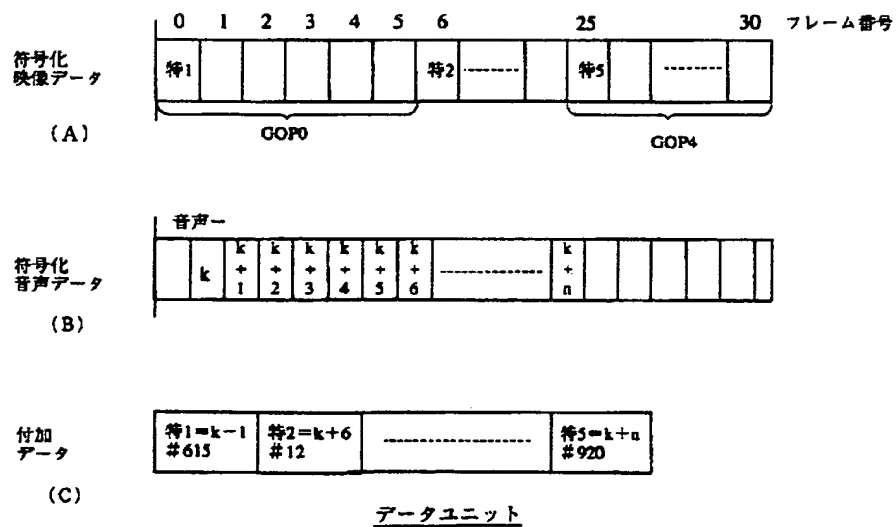 0 1 2 3 4 5 6 25 30 フレーム番号
符号化
映像データ
特1 特2 特5
(A)
GOP0 GOP4
音声ー
符号化
音声データ
k k+1 k+2 k+3 k+4 k+5 k+6 k+n
(B)
付加
データ
特1=k-1 特2=k+6 特5=k+n
#615 #12 #920
(C)
データユニット